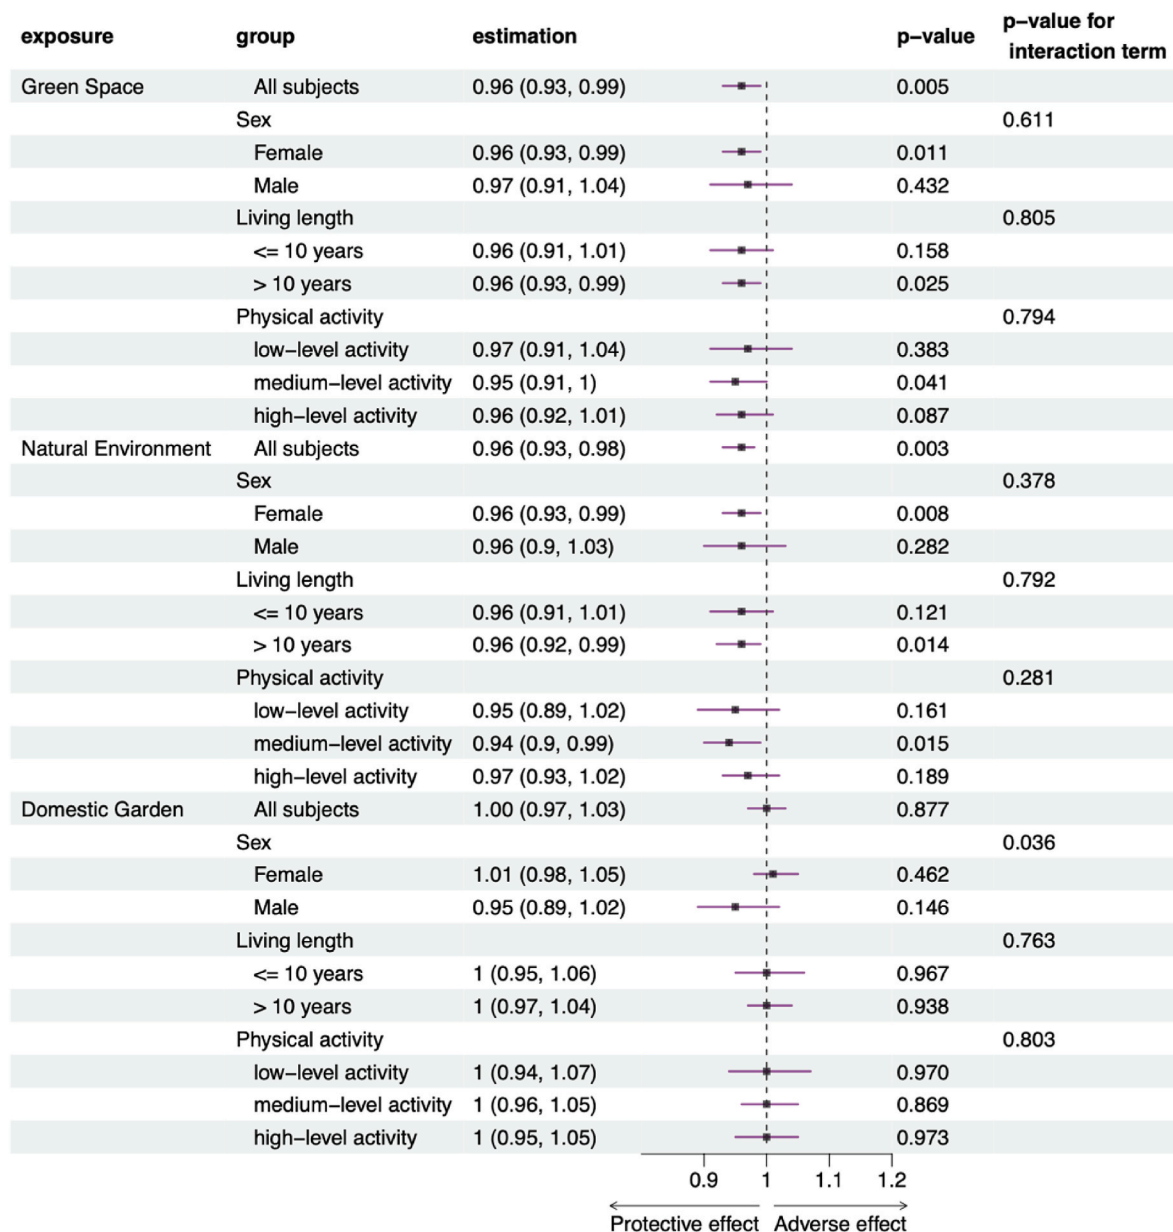 exposure group estimation p–value p–value for interaction term
Green Space All subjects 0.96 (0.93, 0.99) 0.005
Sex 0.611
Female 0.96 (0.93, 0.99) 0.011
Male 0.97 (0.91, 1.04) 0.432
Living length 0.805
<= 10 years 0.96 (0.91, 1.01) 0.158
> 10 years 0.96 (0.93, 0.99) 0.025
Physical activity 0.794
low–level activity 0.97 (0.91, 1.04) 0.383
medium–level activity 0.95 (0.91, 1) 0.041
high–level activity 0.96 (0.92, 1.01) 0.087
Natural Environment All subjects 0.96 (0.93, 0.98) 0.003
Sex 0.378
Female 0.96 (0.93, 0.99) 0.008
Male 0.96 (0.9, 1.03) 0.282
Living length 0.792
<= 10 years 0.96 (0.91, 1.01) 0.121
> 10 years 0.96 (0.92, 0.99) 0.014
Physical activity 0.281
low–level activity 0.95 (0.89, 1.02) 0.161
medium–level activity 0.94 (0.9, 0.99) 0.015
high–level activity 0.97 (0.93, 1.02) 0.189
Domestic Garden All subjects 1.00 (0.97, 1.03) 0.877
Sex 0.036
Female 1.01 (0.98, 1.05) 0.462
Male 0.95 (0.89, 1.02) 0.146
Living length 0.763
<= 10 years 1 (0.95, 1.06) 0.967
> 10 years 1 (0.97, 1.04) 0.938
Physical activity 0.803
low–level activity 1 (0.94, 1.07) 0.970
medium–level activity 1 (0.96, 1.05) 0.869
high–level activity 1 (0.95, 1.05) 0.973
0.9 1 1.1 1.2
Protective effect Adverse effect